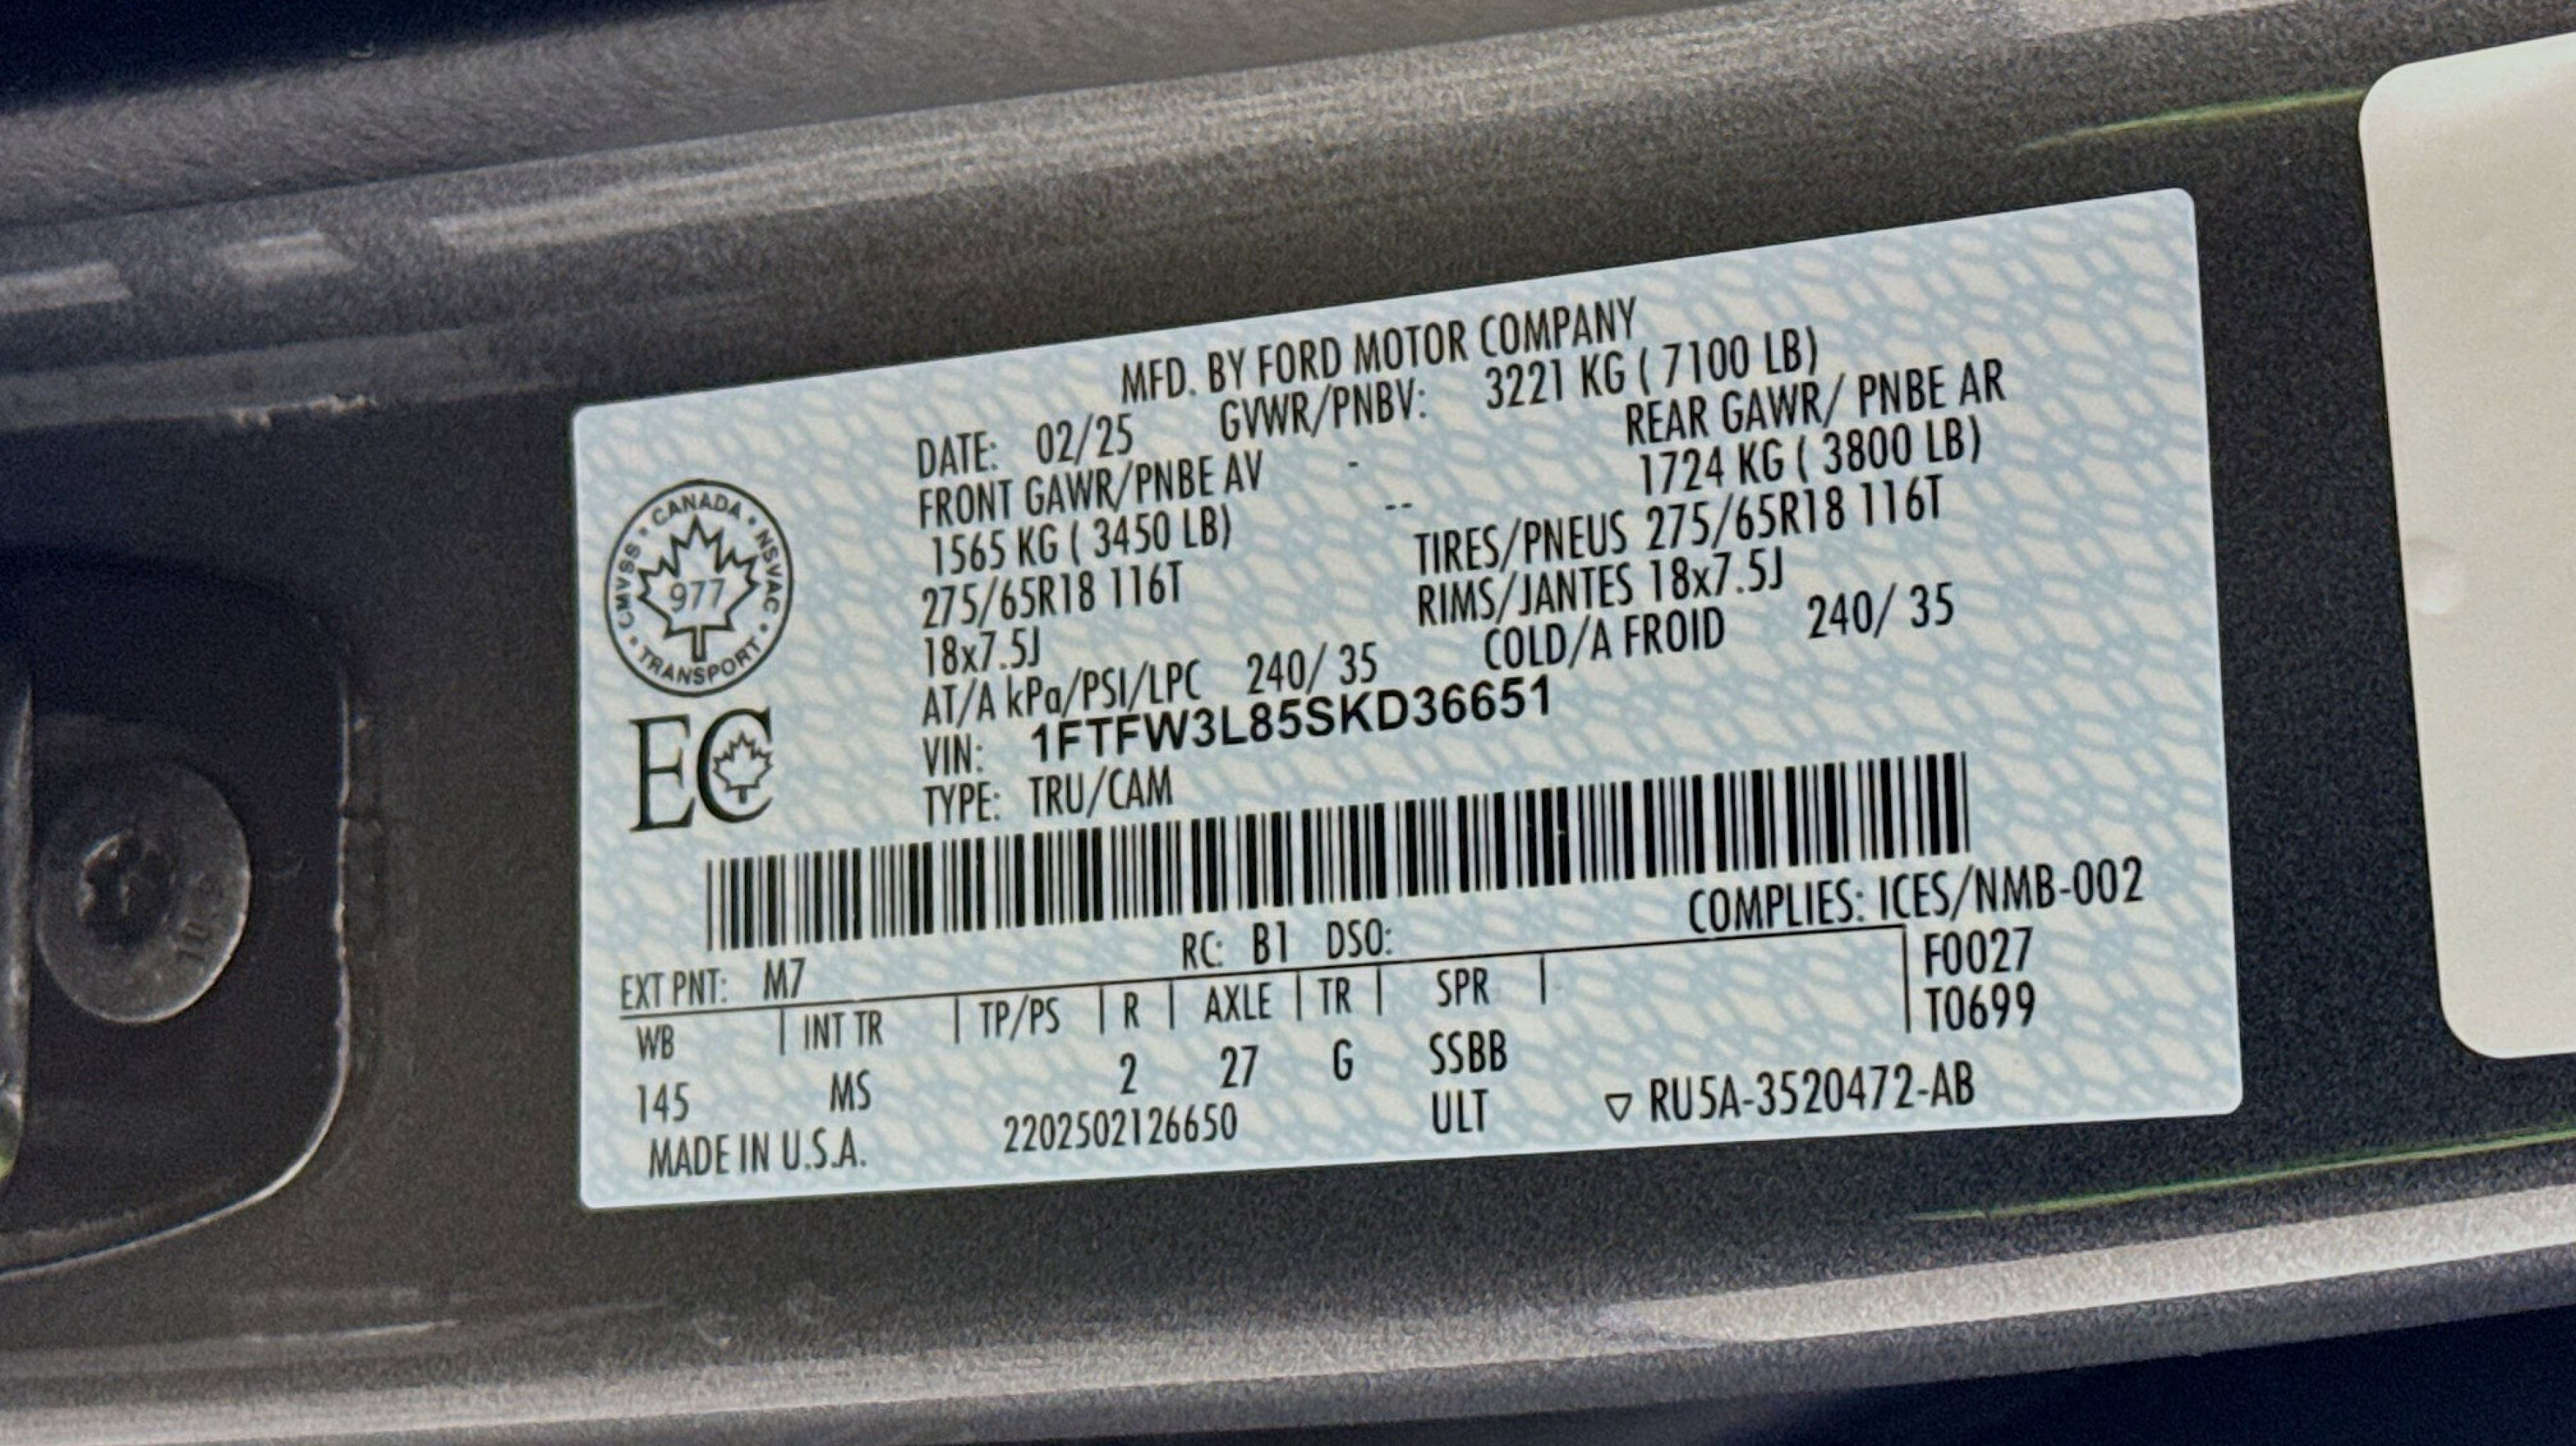 MFD. BY FORD MOTOR COMPANY
DATE: 02/25 GVWR/PNBV: 3221 KG ( 7100 LB)
FRONT GAWR/PNBE AV - REAR GAWR/ PNBE AR
1565 KG ( 3450 LB) -- 1724 KG ( 3800 LB)
275/65R18 116T TIRES/PNEUS 275/65R18 116T
18x7.5J RIMS/JANTES 18x7.5J
AT/A kPa/PSI/LPC 240/ 35 COLD/A FROID 240/ 35
VIN: 1FTFW3L85SKD36651
TYPE: TRU/CAM
CANADA • NSVAC • TRANSPORT • CMVSS •
977
EC
COMPLIES: ICES/NMB-002
EXT PNT: M7 RC: B1 DSO:
F0027
WB | INT TR | TP/PS | R | AXLE | TR | SPR |
T0699
145 MS 2 27 G SSBB
MADE IN U.S.A. 2202502126650 ULT ▽ RU5A-3520472-AB